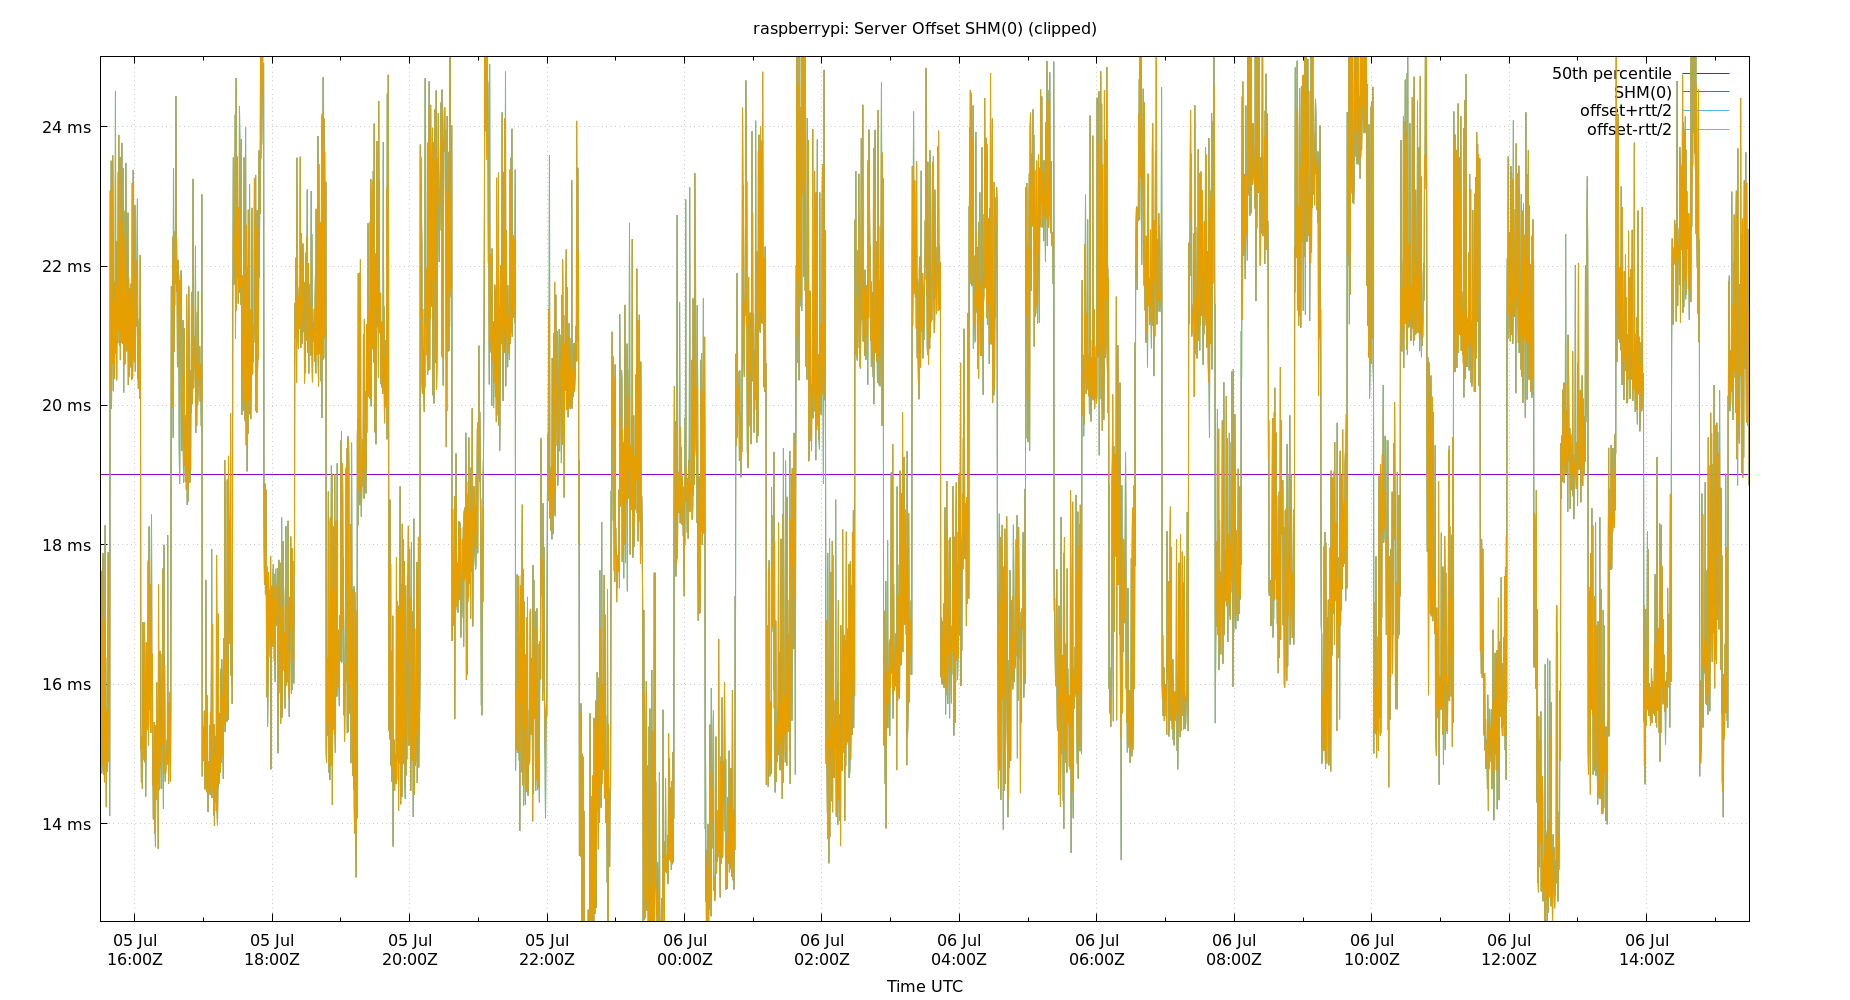 raspberrypi: Server Offset SHM(0) (clipped)
50th percentile
SHM(0)
offset+rtt/2
offset-rtt/2
24 ms
22 ms
20 ms
18 ms
16 ms
14 ms
05 Jul 05 Jul 05 Jul 05 Jul 06 Jul 06 Jul 06 Jul 06 Jul 06 Jul 06 Jul 06 Jul 06 Jul
16:00Z 18:00Z 20:00Z 22:00Z 00:00Z 02:00Z 04:00Z 06:00Z 08:00Z 10:00Z 12:00Z 14:00Z
Time UTC